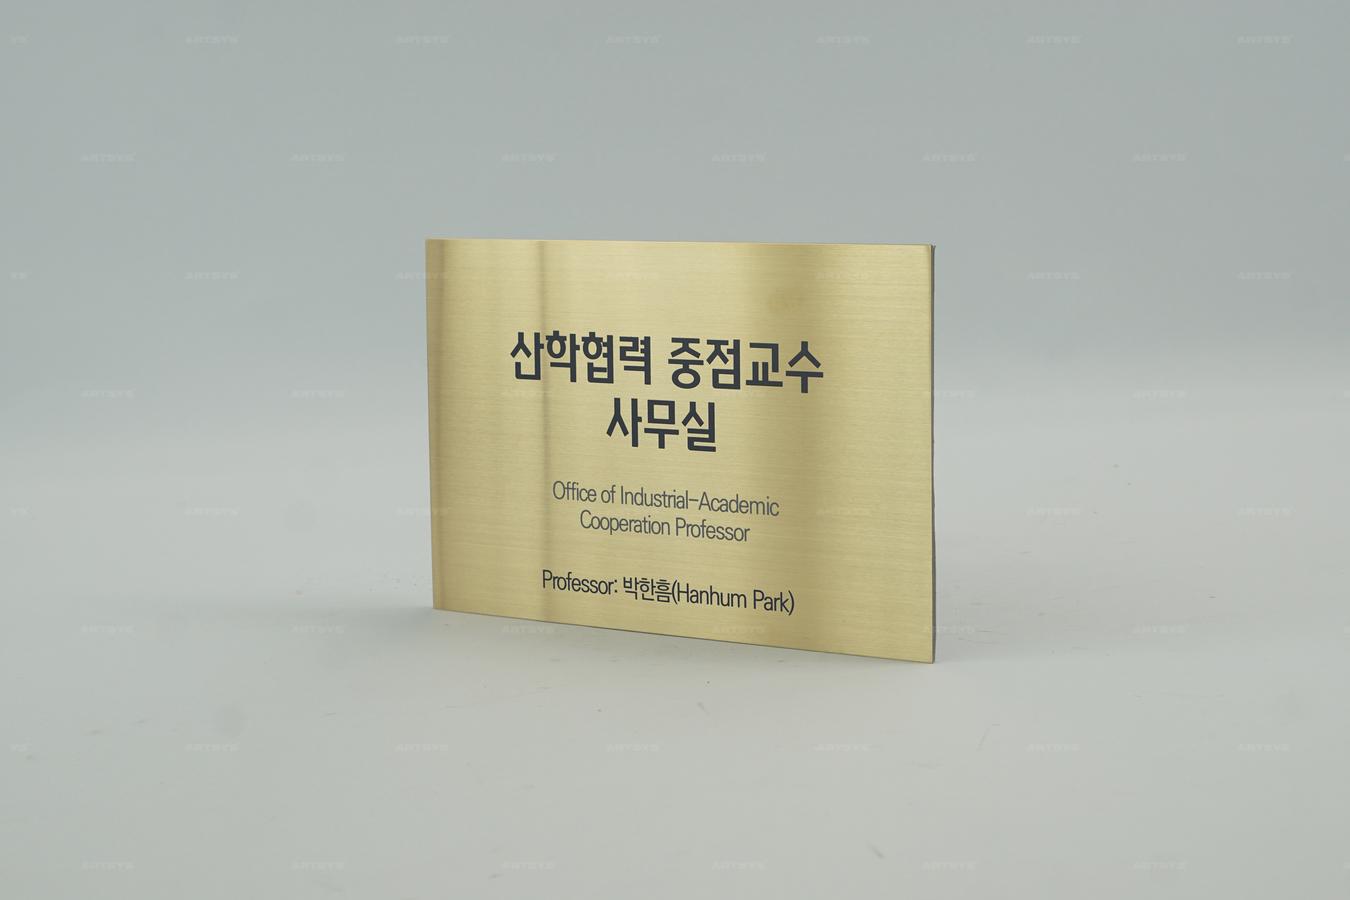 산학협력 중점교수
사무실
Office of Industrial-Academic
Cooperation Professor
Professor: 박한흠(Hanhum Park)
ARTSYS